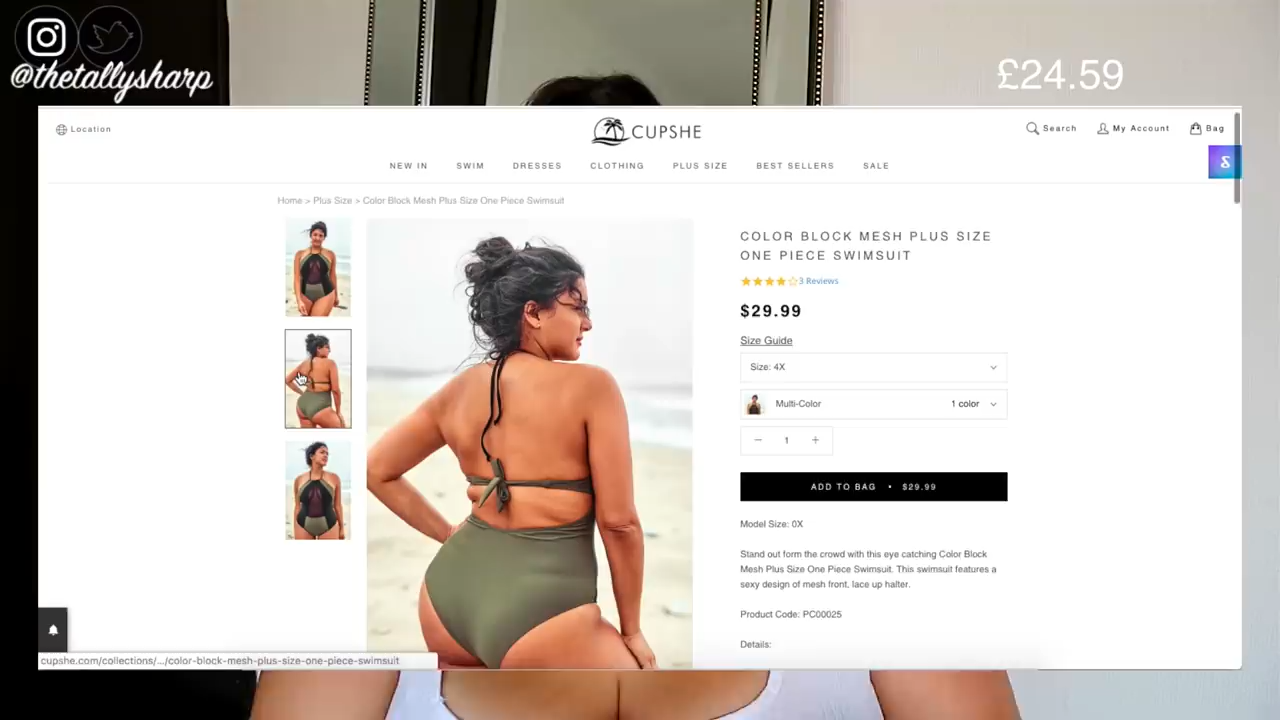 @thetallysharp
£24.59
Location
CUPSHE
Search
My Account
Bag
NEW IN
SWIM
DRESSES
CLOTHING
PLUS SIZE
BEST SELLERS
SALE
Home > Plus Size > Color Block Mesh Plus Size One Piece Swimsuit
COLOR BLOCK MESH PLUS SIZE
ONE PIECE SWIMSUIT
3 Reviews
$29.99
Size Guide
Size: 4X
Multi-Color
1 color
1
ADD TO BAG • $29.99
Model Size: 0X
Stand out form the crowd with this eye catching Color Block
Mesh Plus Size One Piece Swimsuit. This swimsuit features a
sexy design of mesh front, lace up halter.
Product Code: PC00025
Details:
cupshe.com/collections/.../color-block-mesh-plus-size-one-piece-swimsuit